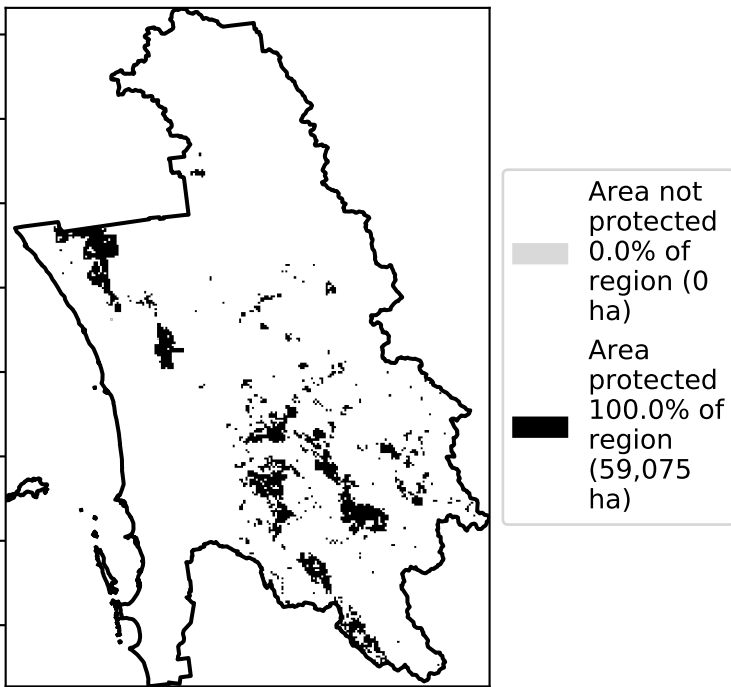 Area not
protected
0.0% of
region (0
ha)
Area
protected
100.0% of
region
(59,075
ha)